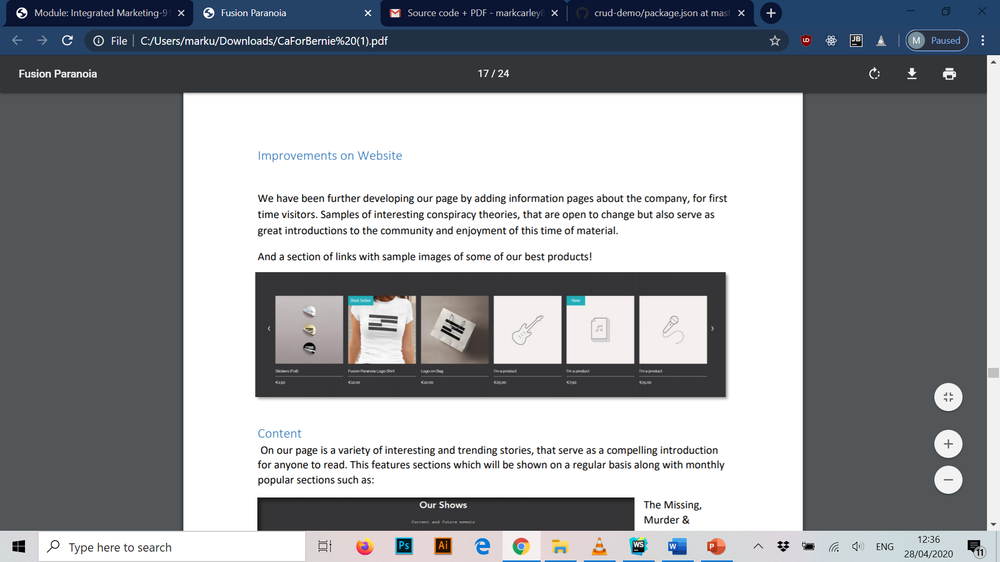 Module: Integrated Marketing-91
Fusion Paranoia
Source code + PDF - markcarley8
crud-demo/package.json at mast
File
C:/Users/marku/Downloads/CaForBernie%20(1).pdf
JB
M Paused
Fusion Paranoia
17 / 24
Improvements on Website
We have been further developing our page by adding information pages about the company, for first
time visitors. Samples of interesting conspiracy theories, that are open to change but also serve as
great introductions to the community and enjoyment of this time of material.
And a section of links with sample images of some of our best products!
Best Seller
New
fusion
paranoia
Stickers (Foil)
Fusion Paranoia Logo Shirt
Logo on Bag
I'm a product
I'm a product
I'm a product
€1.50
€12.00
€10.00
€25.00
€7.50
€15.00
Content
On our page is a variety of interesting and trending stories, that serve as a compelling introduction
for anyone to read. This features sections which will be shown on a regular basis along with monthly
popular sections such as:
Our Shows
Current and future events
The Missing,
Murder &
Type here to search
Ps
Ai
WS
W
P
ENG
12:36
28/04/2020
11